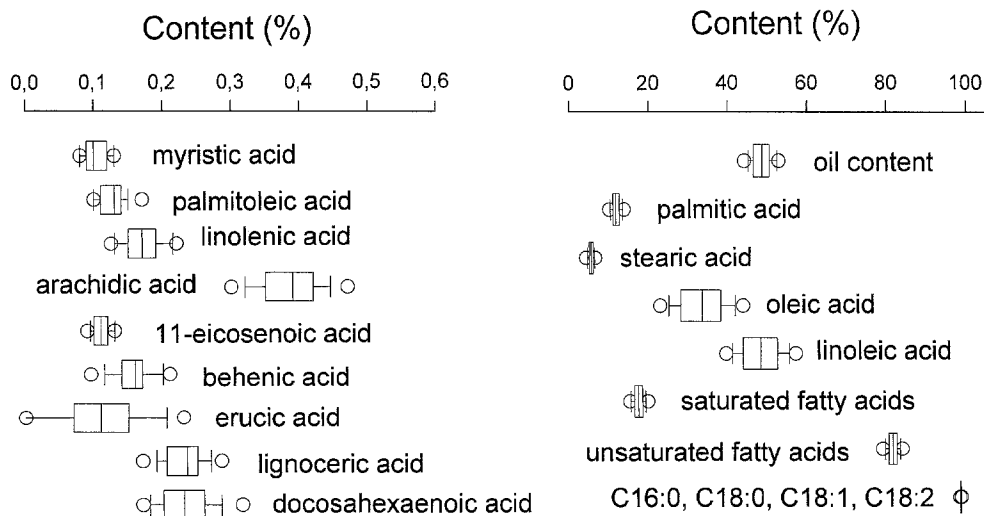 Content (%)
0,0 0,1 0,2 0,3 0,4 0,5 0,6
myristic acid
palmitoleic acid
linolenic acid
arachidic acid
11-eicosenoic acid
behenic acid
erucic acid
lignoceric acid
docosahexaenoic acid
Content (%)
0 20 40 60 80 100
oil content
palmitic acid
stearic acid
oleic acid
linoleic acid
saturated fatty acids
unsaturated fatty acids
C16:0, C18:0, C18:1, C18:2